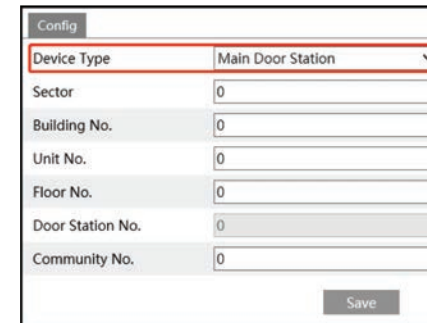 Config
Device Type Main Door Station
Sector 0
Building No. 0
Unit No. 0
Floor No. 0
Door Station No. 0
Community No. 0
Save